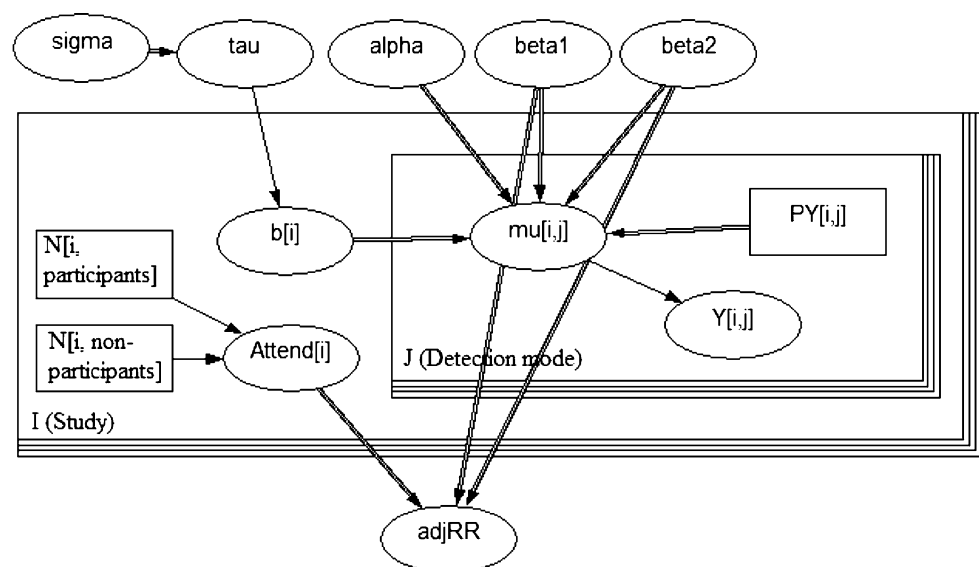 sigma
tau
alpha
beta1
beta2
b[i]
mu[i,j]
PY[i,j]
N[i,
participants]
Y[i,j]
N[i, non-
participants]
Attend[i]
J (Detection mode)
I (Study)
adjRR